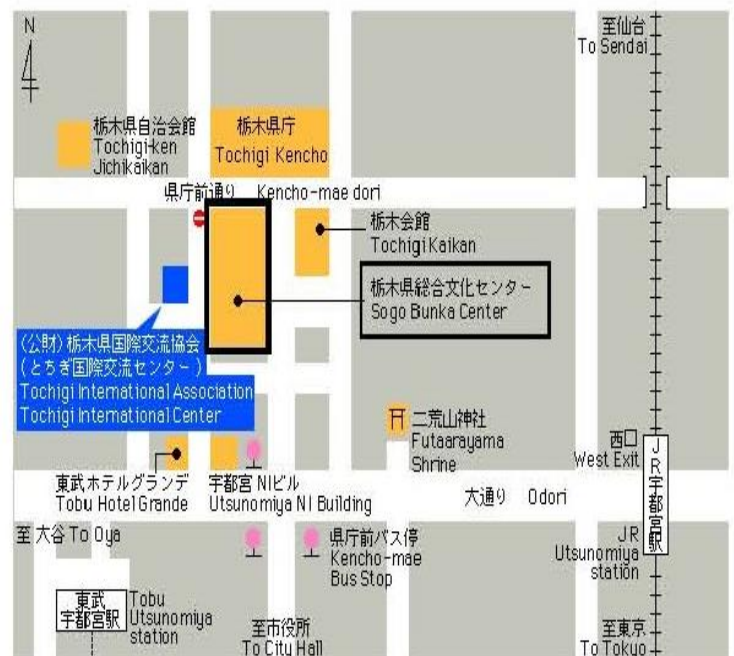 N
至仙台
To Sendai
栃木県自治会館
Tochigi-ken
Jichikaikan
栃木県庁
Tochigi Kencho
県庁前通り Kencho-mae dori
栃木会館
Tochigi Kaikan
栃木県総合文化センター
Sogo Bunka Center
(公財)栃木県国際交流協会
(とちぎ国際交流センター)
Tochigi International Association
Tochigi International Center
二荒山神社
Futaarayama
Shrine
西口
West Exit
JR宇都宮駅
東武ホテルグランデ
Tobu Hotel Grande
宇都宮 NIビル
Utsunomiya NI Building
大通り Odori
至 大谷 To Oya
県庁前バス停
Kencho-mae
Bus Stop
JR
Utsunomiya
station
東武
宇都宮駅
Tobu
Utsunomiya
station
至市役所
To City Hall
至東京
To Tokyo